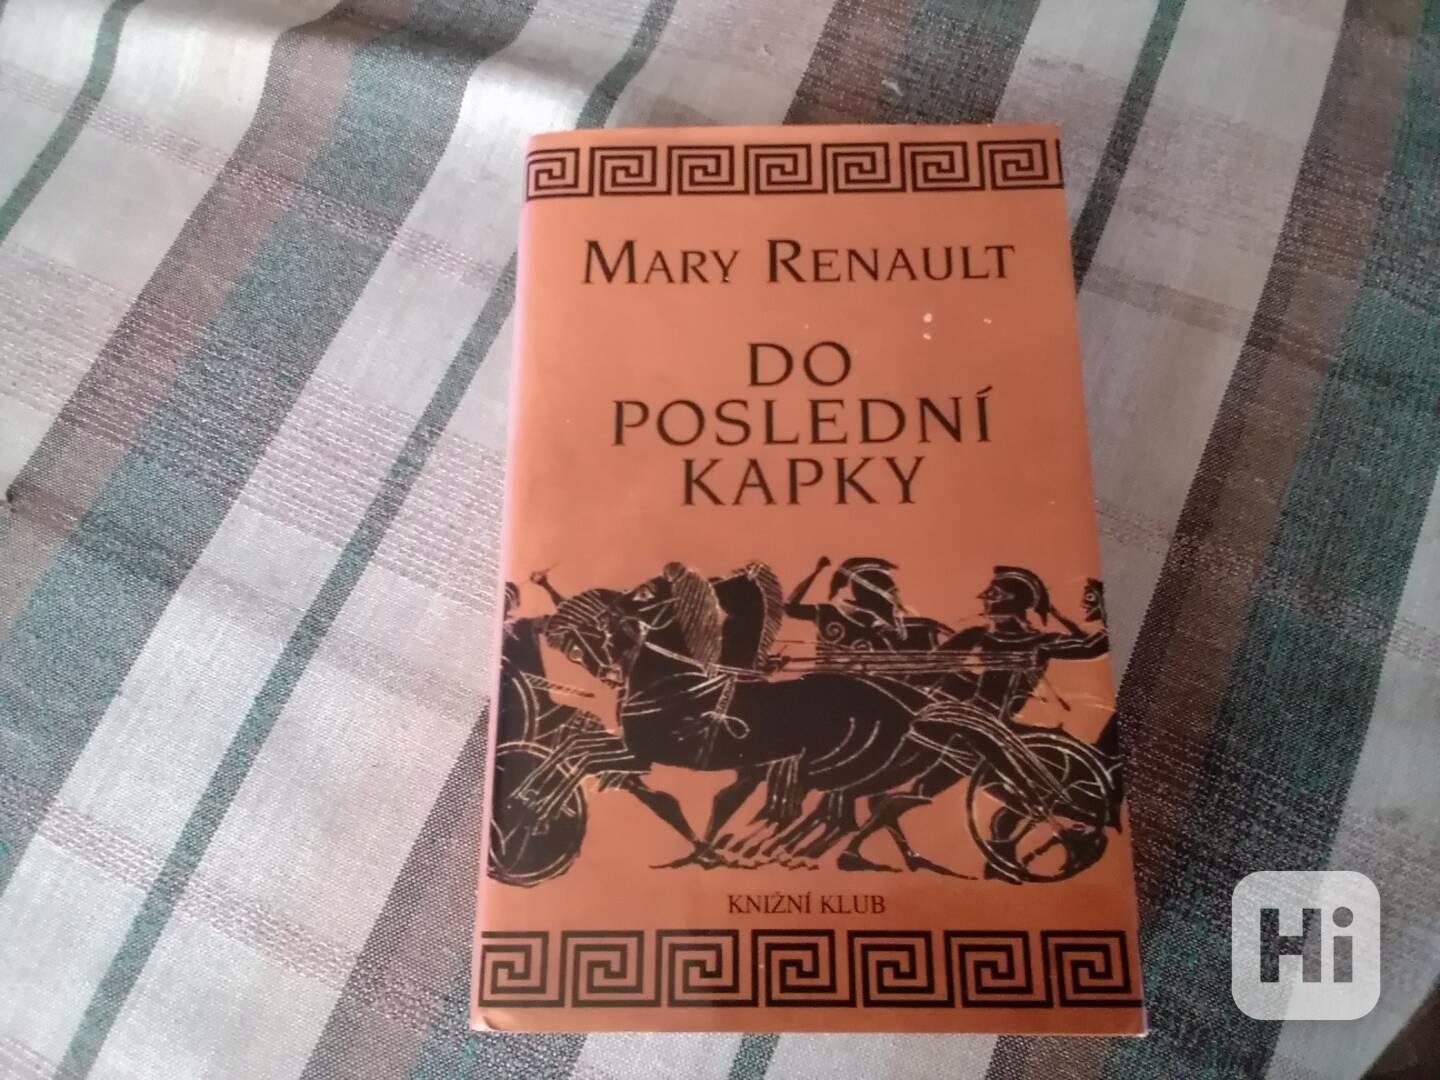 MARY RENAULT
DO
POSLEDNÍ
KAPKY
KNIŽNÍ KLUB
Hi